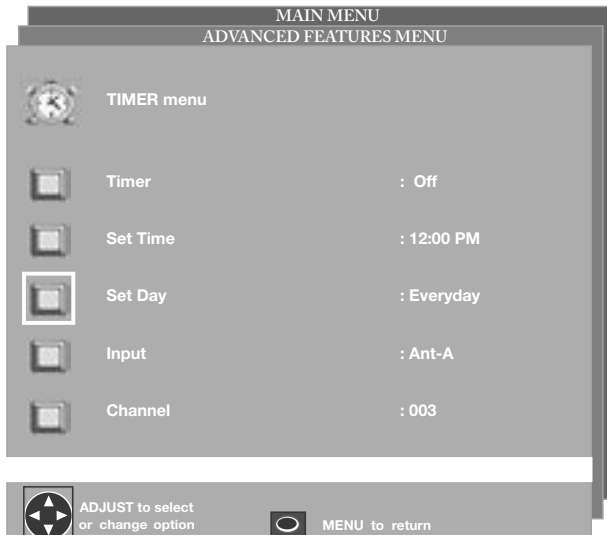 MAIN MENU
ADVANCED FEATURES MENU
TIMER menu
Timer : Off
Set Time : 12:00 PM
Set Day : Everyday
Input : Ant-A
Channel : 003
ADJUST to select
or change option
MENU to return